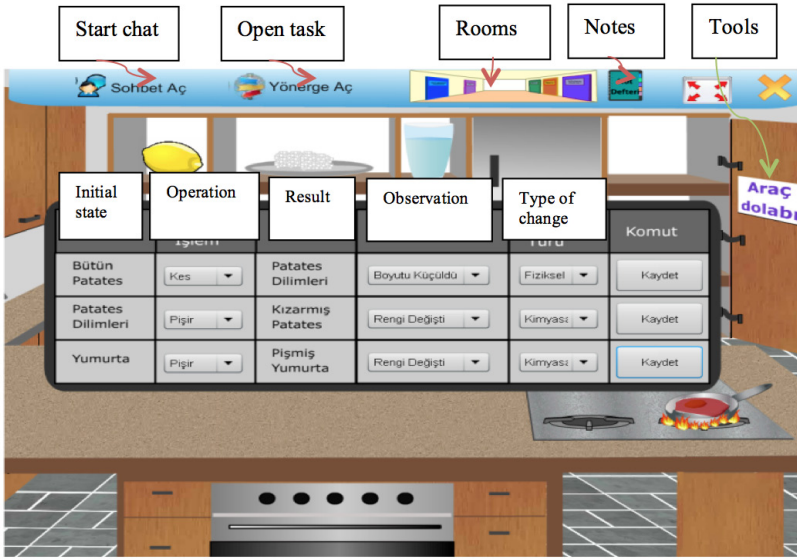 Start chat
Open task
Rooms
Notes
Tools
Sohbet Aç
Yönerge Aç
Defteri
Araç
dolabı
Initial
state
Operation
Result
Observation
Type of
change
İşlem
Türü
Komut
Bütün
Patates
Kes
Patates
Dilimleri
Boyutu Küçüldü
Fiziksel
Kaydet
Patates
Dilimleri
Pişir
Kızarmış
Patates
Rengi Değişti
Kimyasa
Kaydet
Yumurta
Pişir
Pişmiş
Yumurta
Rengi Değişti
Kimyasa
Kaydet